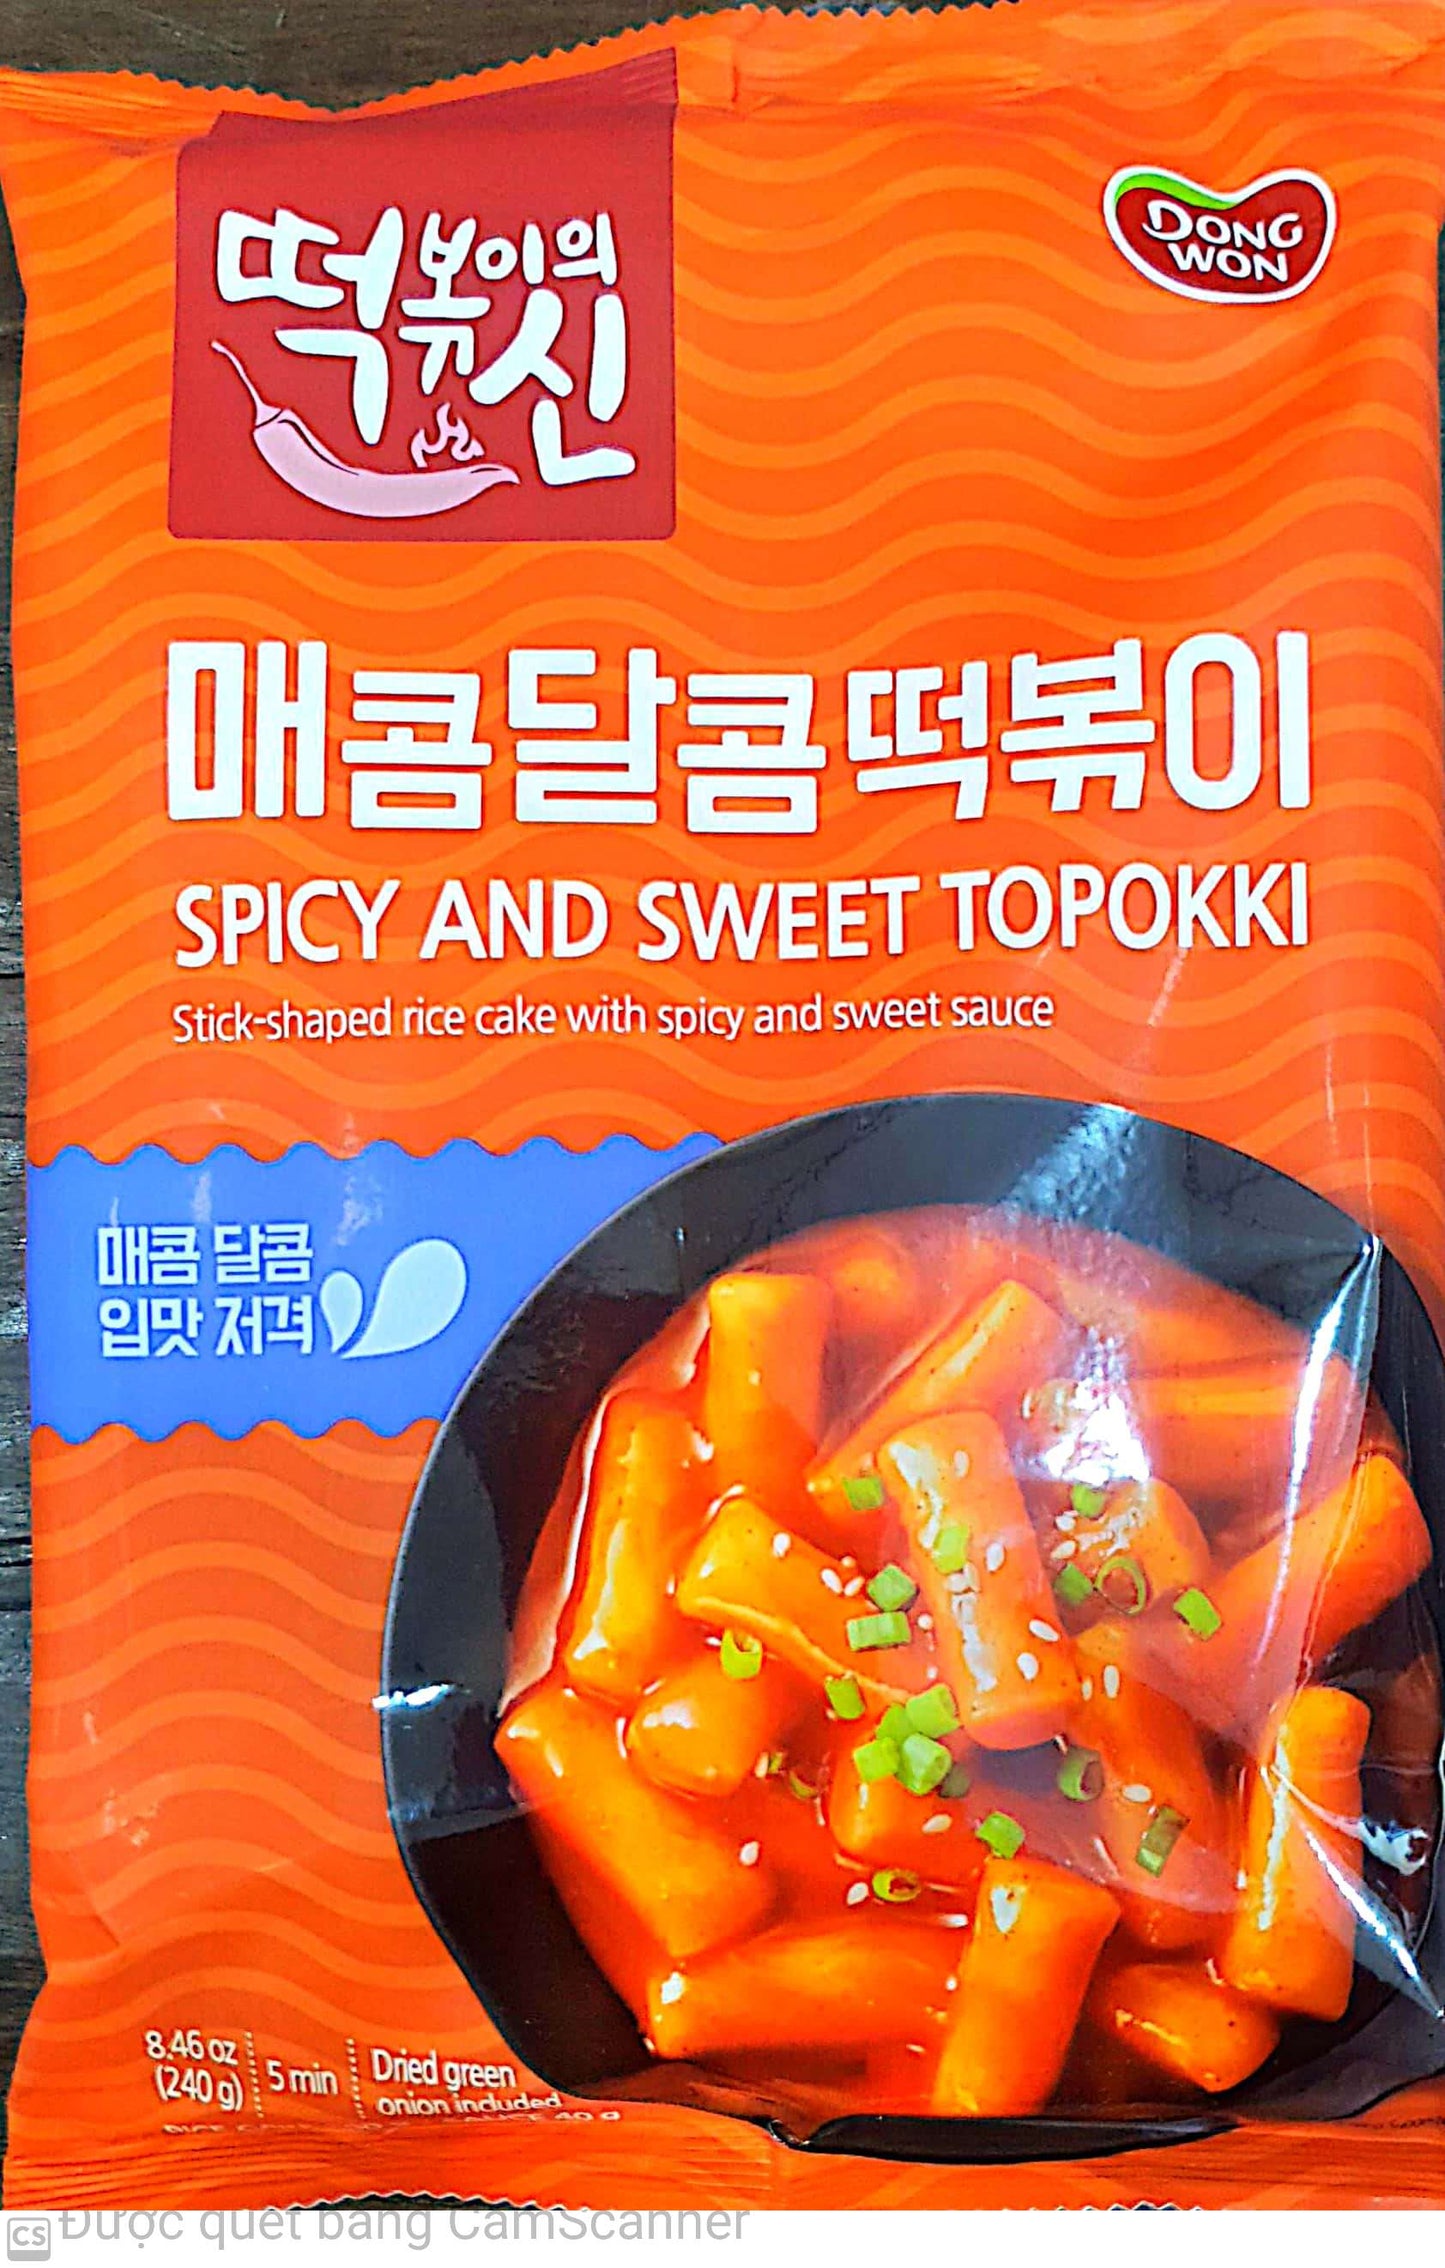 떡볶이의
신
DONG
WON
매콤달콤떡볶이
SPICY AND SWEET TOPOKKI
Stick-shaped rice cake with spicy and sweet sauce
매콤 달콤
입맛 저격
8.46 oz
(240 g)
5 min
Dried green
onion included
40 g
CS Được quét bằng CamScanner